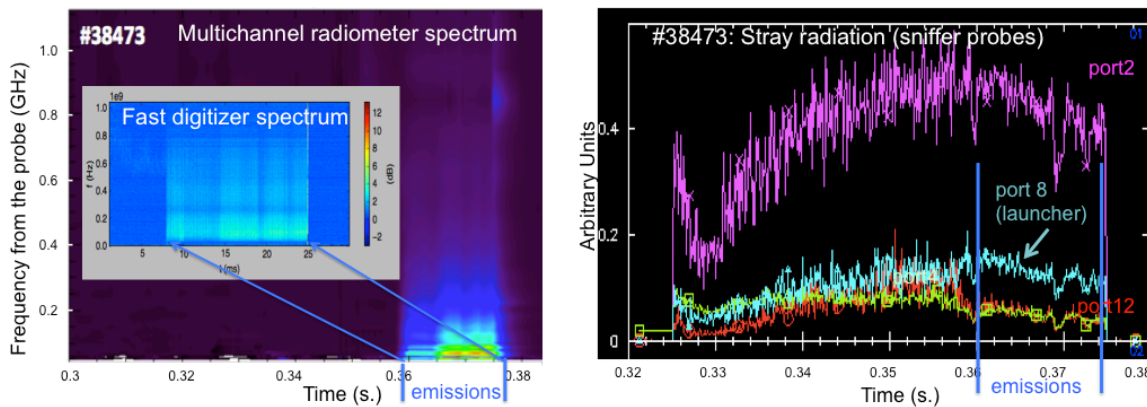 #38473
Multichannel radiometer spectrum
Frequency from the probe (GHz)
1.0
0.8
0.6
0.4
0.2
1e9
Fast digitizer spectrum
f (Hz)
1.0
0.8
0.6
0.4
0.2
0.0
5
10
15
20
25
t (ms)
12
10
8
6
4
2
0
−2
(dB)
0.3
0.32
0.34
0.36
0.38
Time (s.)
emissions
#38473: Stray radiation (sniffer probes)
port2
port 8
(launcher)
port12
Arbitrary Units
0.4
0.2
0
0.32
0.33
0.34
0.35
0.36
0.37
0.38
Time (s.)
emissions